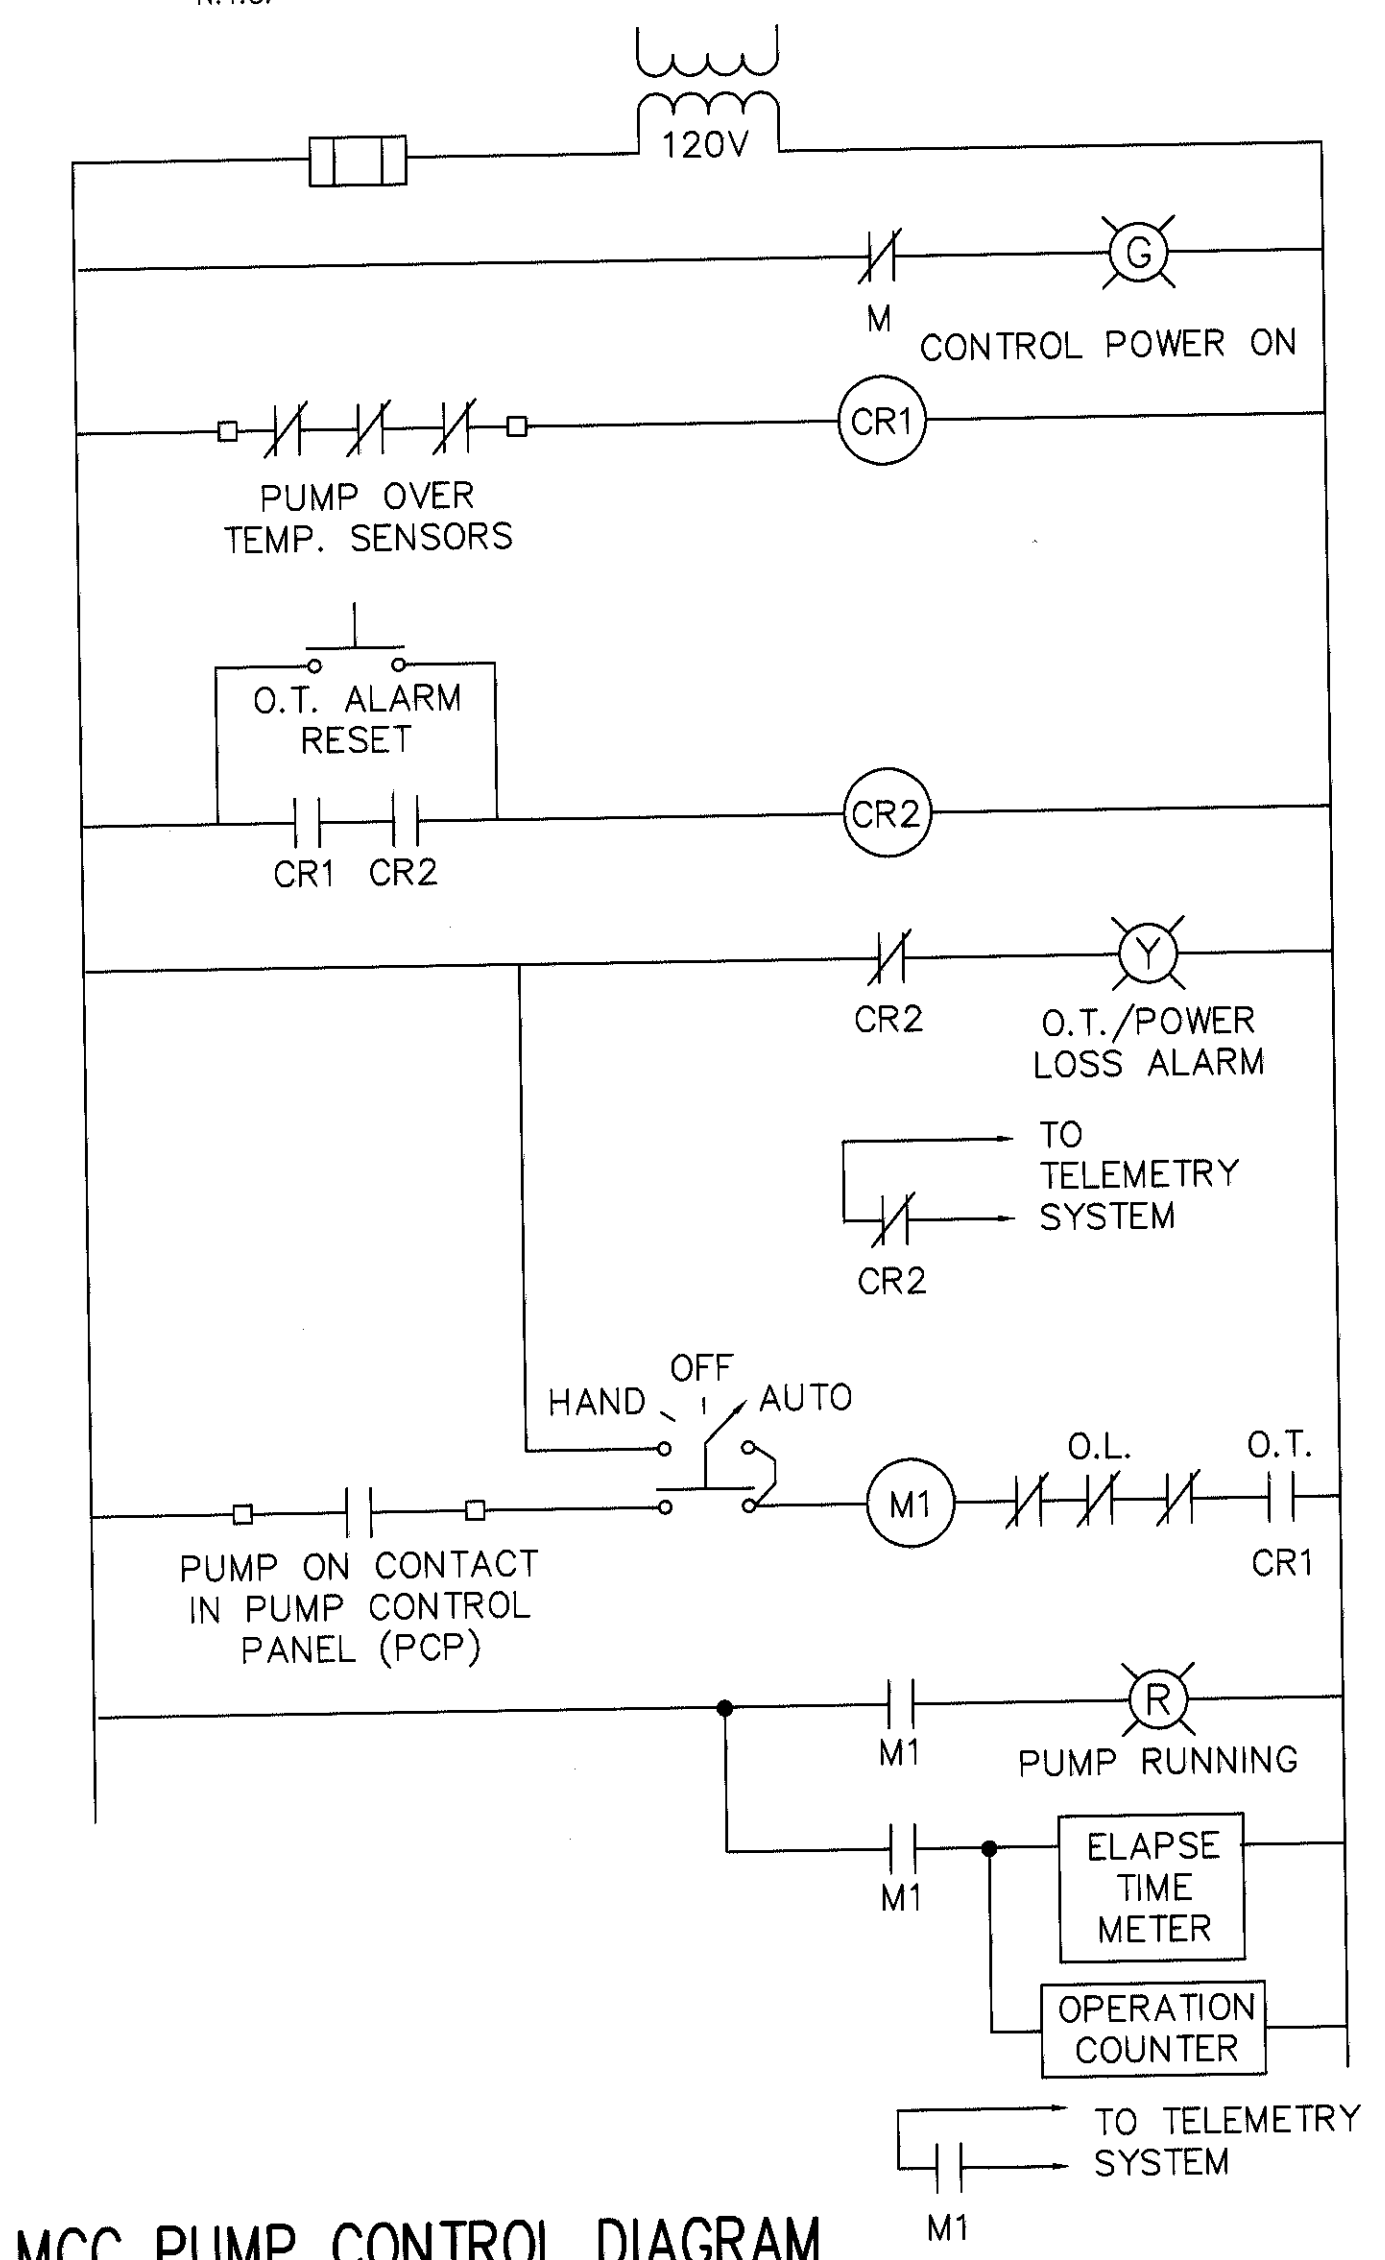 120V
G
M
CONTROL POWER ON
CR1
PUMP OVER
TEMP. SENSORS
O.T. ALARM
RESET
CR2
CR1 CR2
Y
CR2
O.T./POWER
LOSS ALARM
TO
TELEMETRY
SYSTEM
CR2
OFF
HAND
AUTO
O.L.
O.T.
M1
CR1
PUMP ON CONTACT
IN PUMP CONTROL
PANEL (PCP)
R
M1
PUMP RUNNING
ELAPSE
TIME
METER
M1
OPERATION
COUNTER
TO TELEMETRY
SYSTEM
M1
MCC PUMP CONTROL DIAGRAM